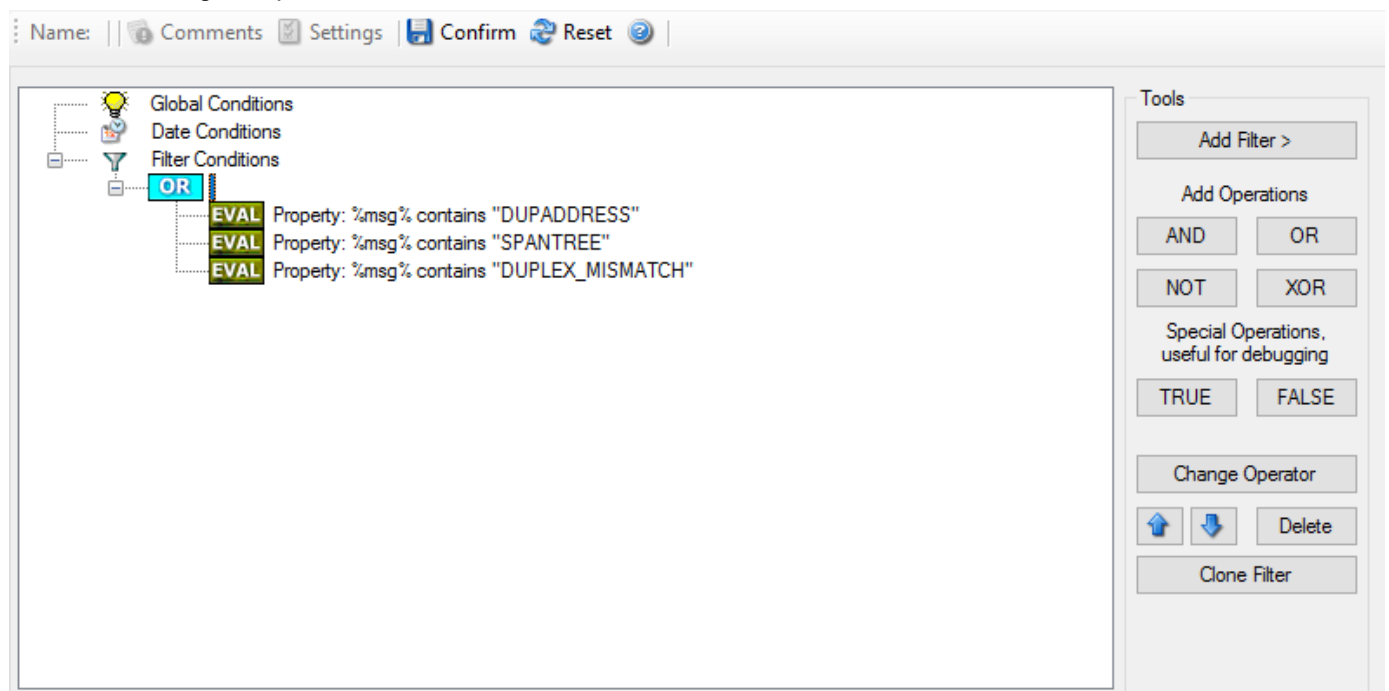 Name: Comments Settings Confirm Reset
Global Conditions
Date Conditions
Filter Conditions
OR
EVAL Property: %msg% contains "DUPADDRESS"
EVAL Property: %msg% contains "SPANTREE"
EVAL Property: %msg% contains "DUPLEX_MISMATCH"
Tools
Add Filter >
Add Operations
AND OR
NOT XOR
Special Operations,
useful for debugging
TRUE FALSE
Change Operator
Delete
Clone Filter